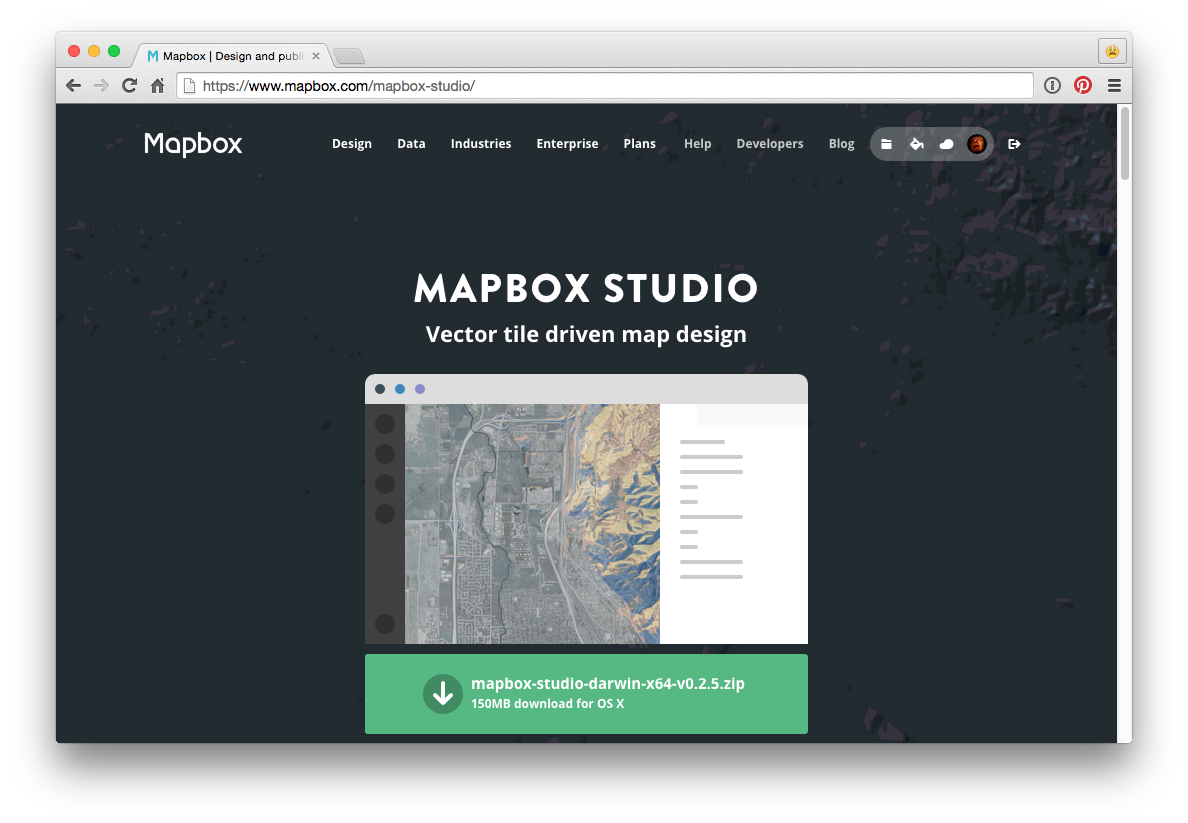 Mapbox | Design and publi
https://www.mapbox.com/mapbox-studio/
Mapbox Design Data Industries Enterprise Plans Help Developers Blog
MAPBOX STUDIO
Vector tile driven map design
mapbox-studio-darwin-x64-v0.2.5.zip
150MB download for OS X